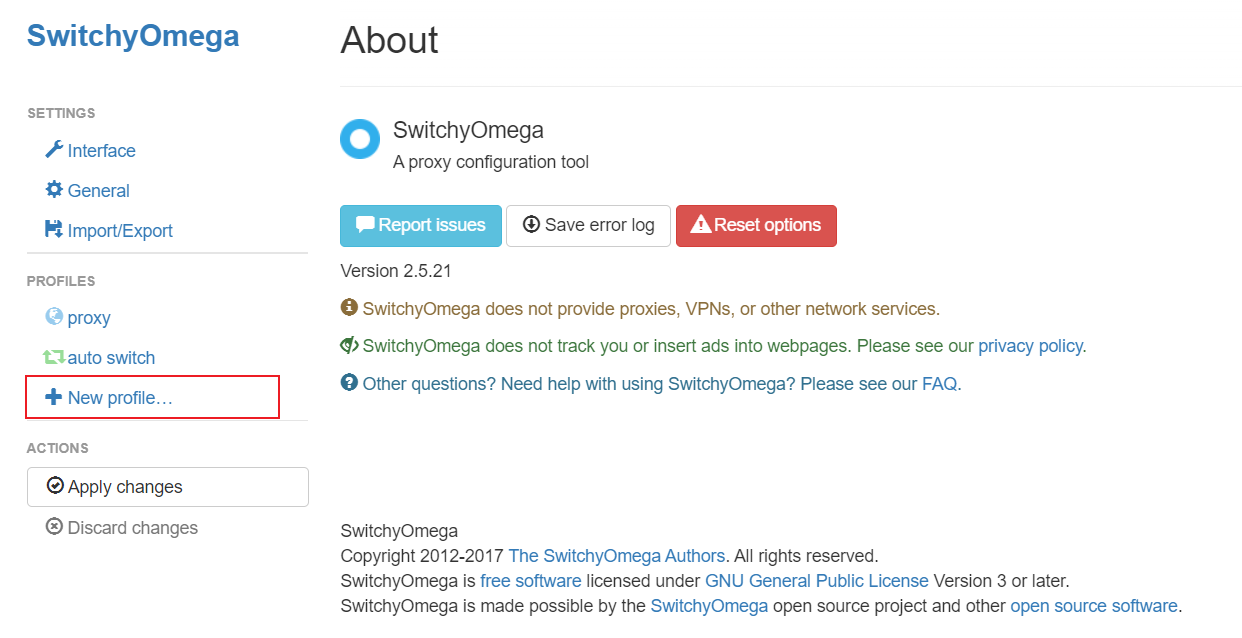 SwitchyOmega
SETTINGS
Interface
General
Import/Export
PROFILES
proxy
auto switch
New profile…
ACTIONS
Apply changes
Discard changes
About
SwitchyOmega
A proxy configuration tool
Report issues
Save error log
Reset options
Version 2.5.21
SwitchyOmega does not provide proxies, VPNs, or other network services.
SwitchyOmega does not track you or insert ads into webpages. Please see our privacy policy.
Other questions? Need help with using SwitchyOmega? Please see our FAQ.
SwitchyOmega
Copyright 2012-2017 The SwitchyOmega Authors. All rights reserved.
SwitchyOmega is free software licensed under GNU General Public License Version 3 or later.
SwitchyOmega is made possible by the SwitchyOmega open source project and other open source software.